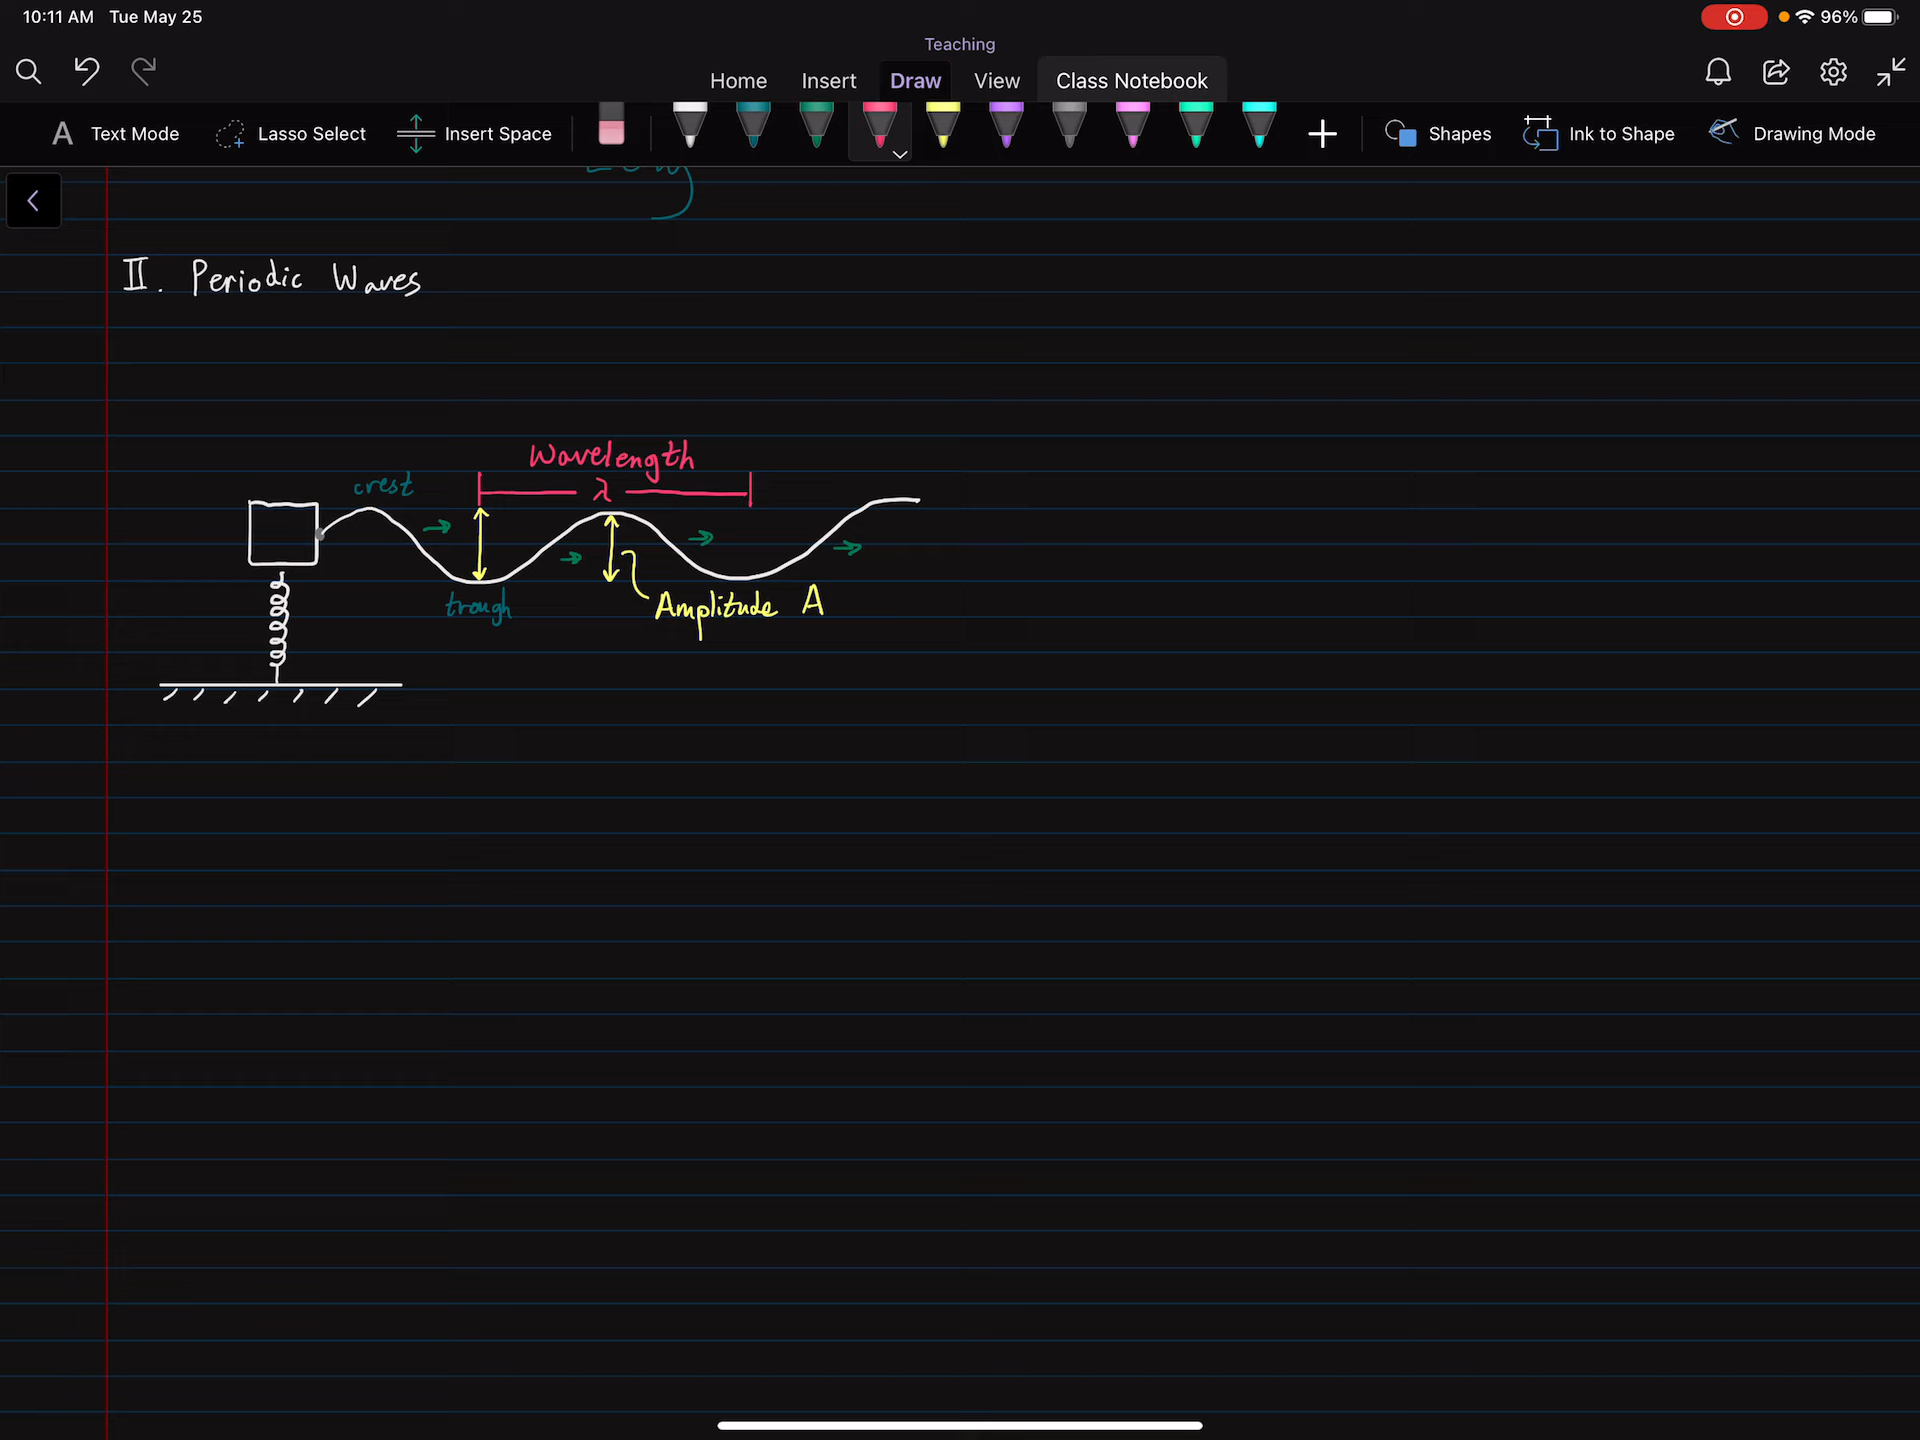 10:11 AM Tue May 25
96%
Teaching
Home Insert Draw View Class Notebook
Text Mode Lasso Select Insert Space Shapes Ink to Shape Drawing Mode
II. Periodic Waves
Wavelength
crest
λ
trough
Amplitude A